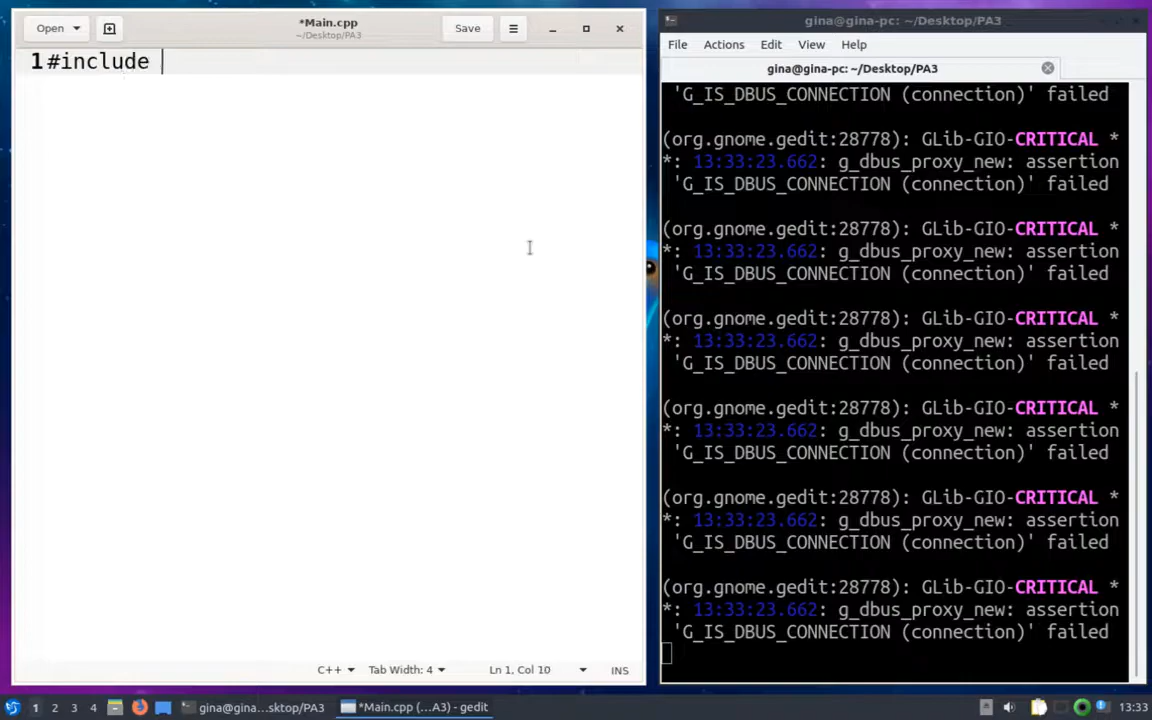 Open
*Main.cpp
~/Desktop/PA3
Save
1 #include
C++
Tab Width: 4
Ln 1, Col 10
INS
gina@gina-pc: ~/Desktop/PA3
File Actions Edit View Help
gina@gina-pc: ~/Desktop/PA3
'G_IS_DBUS_CONNECTION (connection)' failed
(org.gnome.gedit:28778): GLib-GIO-CRITICAL *
*: 13:33:23.662: g_dbus_proxy_new: assertion
'G_IS_DBUS_CONNECTION (connection)' failed
(org.gnome.gedit:28778): GLib-GIO-CRITICAL *
*: 13:33:23.662: g_dbus_proxy_new: assertion
'G_IS_DBUS_CONNECTION (connection)' failed
(org.gnome.gedit:28778): GLib-GIO-CRITICAL *
*: 13:33:23.662: g_dbus_proxy_new: assertion
'G_IS_DBUS_CONNECTION (connection)' failed
(org.gnome.gedit:28778): GLib-GIO-CRITICAL *
*: 13:33:23.662: g_dbus_proxy_new: assertion
'G_IS_DBUS_CONNECTION (connection)' failed
(org.gnome.gedit:28778): GLib-GIO-CRITICAL *
*: 13:33:23.662: g_dbus_proxy_new: assertion
'G_IS_DBUS_CONNECTION (connection)' failed
(org.gnome.gedit:28778): GLib-GIO-CRITICAL *
*: 13:33:23.662: g_dbus_proxy_new: assertion
'G_IS_DBUS_CONNECTION (connection)' failed
1 2 3 4 gina@gina...sktop/PA3 *Main.cpp (...A3) - gedit 13:33